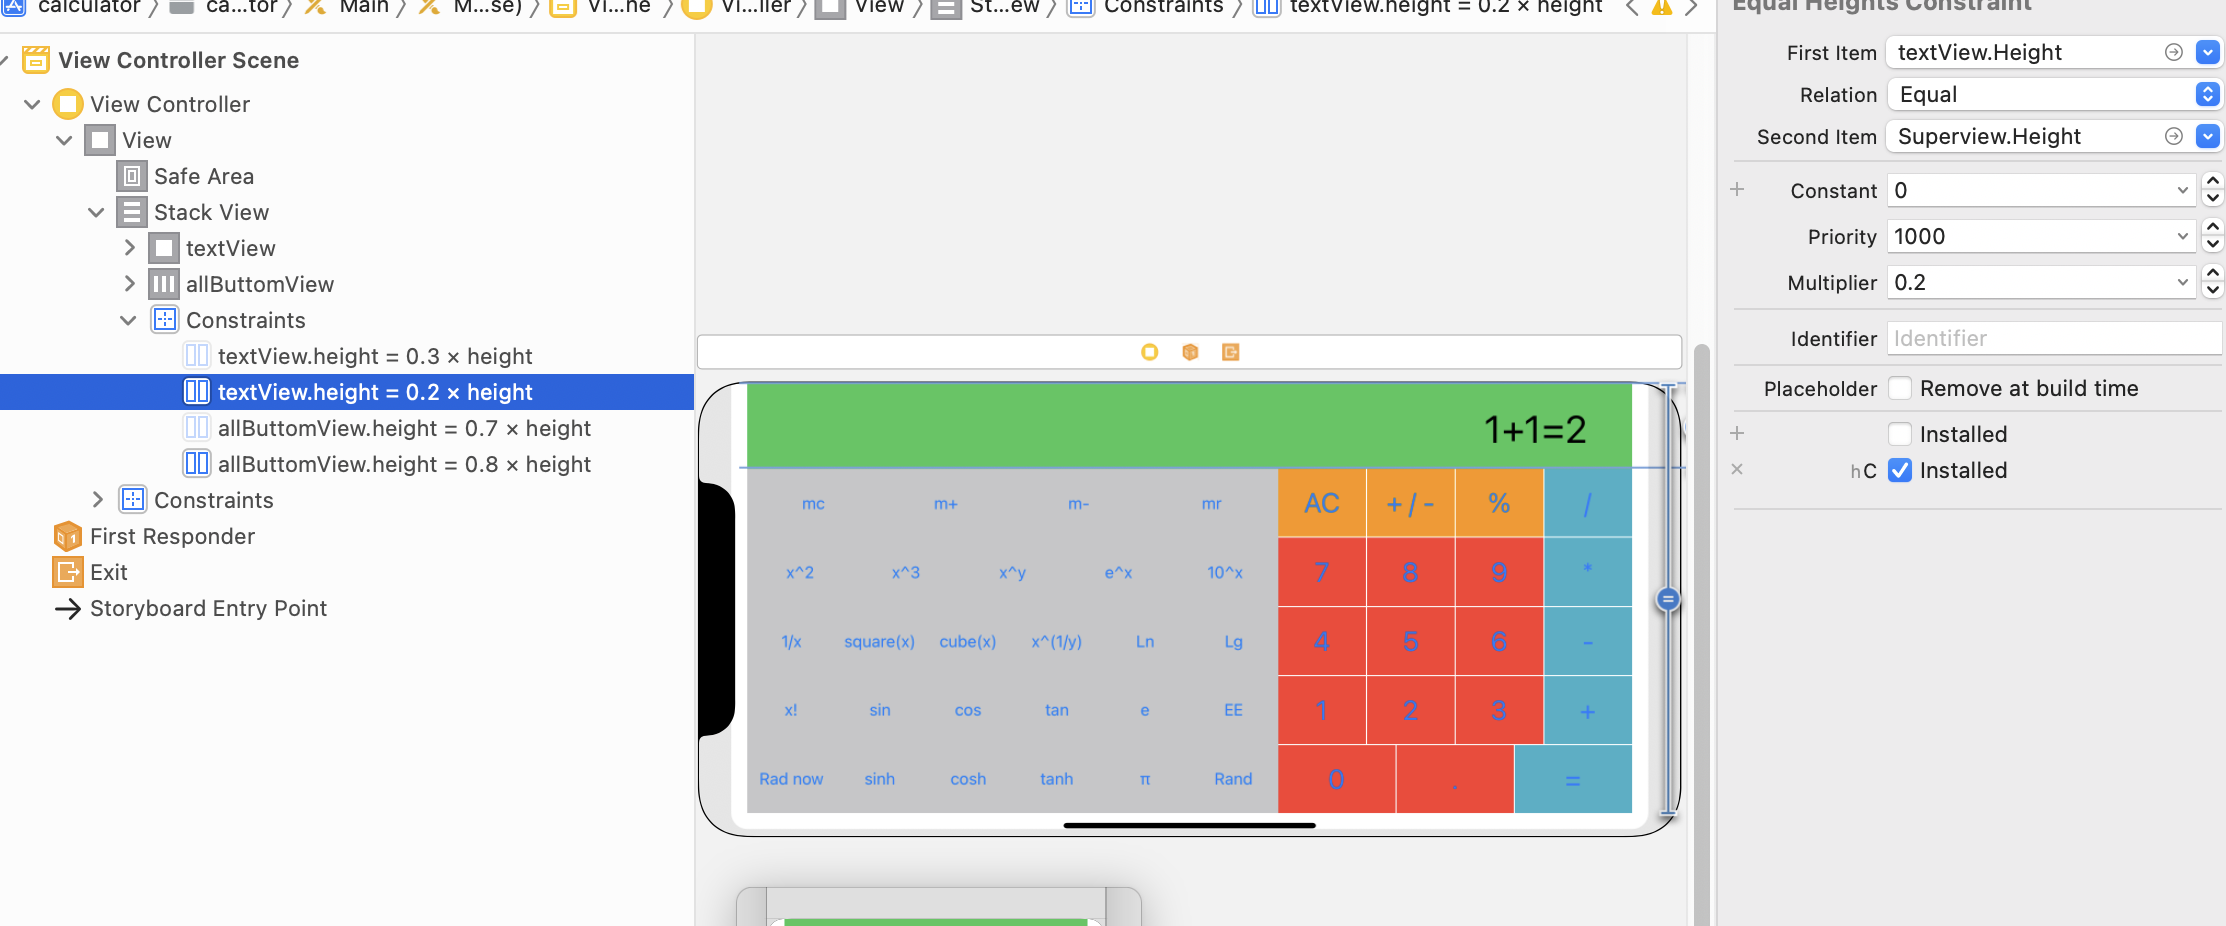 calculator ca...tor Main M...se) Vi...ne Vi...ller View St...ew Constraints textView.height = 0.2 × height
View Controller Scene
View Controller
View
Safe Area
Stack View
textView
allButtomView
Constraints
textView.height = 0.3 × height
textView.height = 0.2 × height
allButtomView.height = 0.7 × height
allButtomView.height = 0.8 × height
Constraints
First Responder
Exit
Storyboard Entry Point
1+1=2
mc m+ m- mr AC +/- % /
x^2 x^3 x^y e^x 10^x 7 8 9 *
1/x square(x) cube(x) x^(1/y) Ln Lg 4 5 6 -
x! sin cos tan e EE 1 2 3 +
Rad now sinh cosh tanh π Rand 0 . =
Equal Heights Constraint
First Item textView.Height
Relation Equal
Second Item Superview.Height
Constant 0
Priority 1000
Multiplier 0.2
Identifier Identifier
Placeholder Remove at build time
Installed
hC Installed